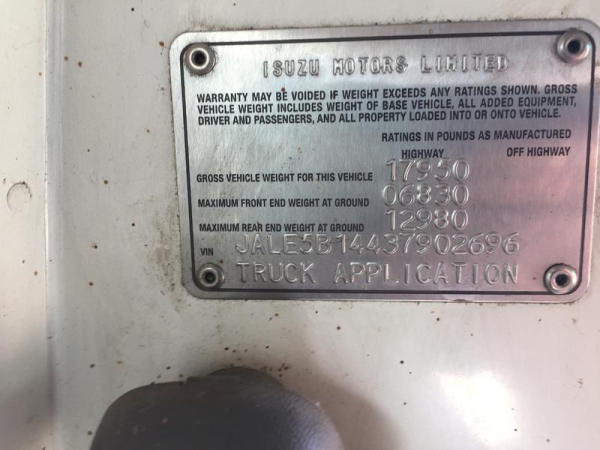 ISUZU MOTORS LIMITED
WARRANTY MAY BE VOIDED IF WEIGHT EXCEEDS ANY RATINGS SHOWN. GROSS
VEHICLE WEIGHT INCLUDES WEIGHT OF BASE VEHICLE, ALL ADDED EQUIPMENT,
DRIVER AND PASSENGERS, AND ALL PROPERTY LOADED INTO OR ONTO VEHICLE.
RATINGS IN POUNDS AS MANUFACTURED
HIGHWAY OFF HIGHWAY
GROSS VEHICLE WEIGHT FOR THIS VEHICLE 17950
MAXIMUM FRONT END WEIGHT AT GROUND 06830
MAXIMUM REAR END WEIGHT AT GROUND 12980
VIN JALE5B14437902696
TRUCK APPLICATION